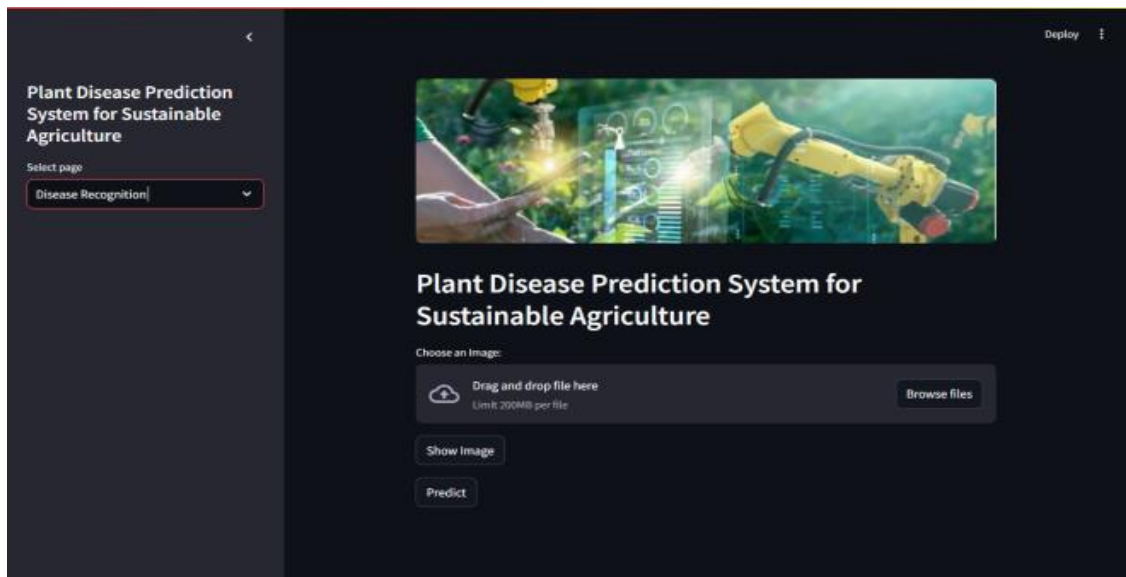 Deploy
Plant Disease Prediction
System for Sustainable
Agriculture
Select page
Disease Recognition
Plant Disease Prediction System for
Sustainable Agriculture
Choose an Image:
Drag and drop file here
Limit 200MB per file
Browse files
Show Image
Predict